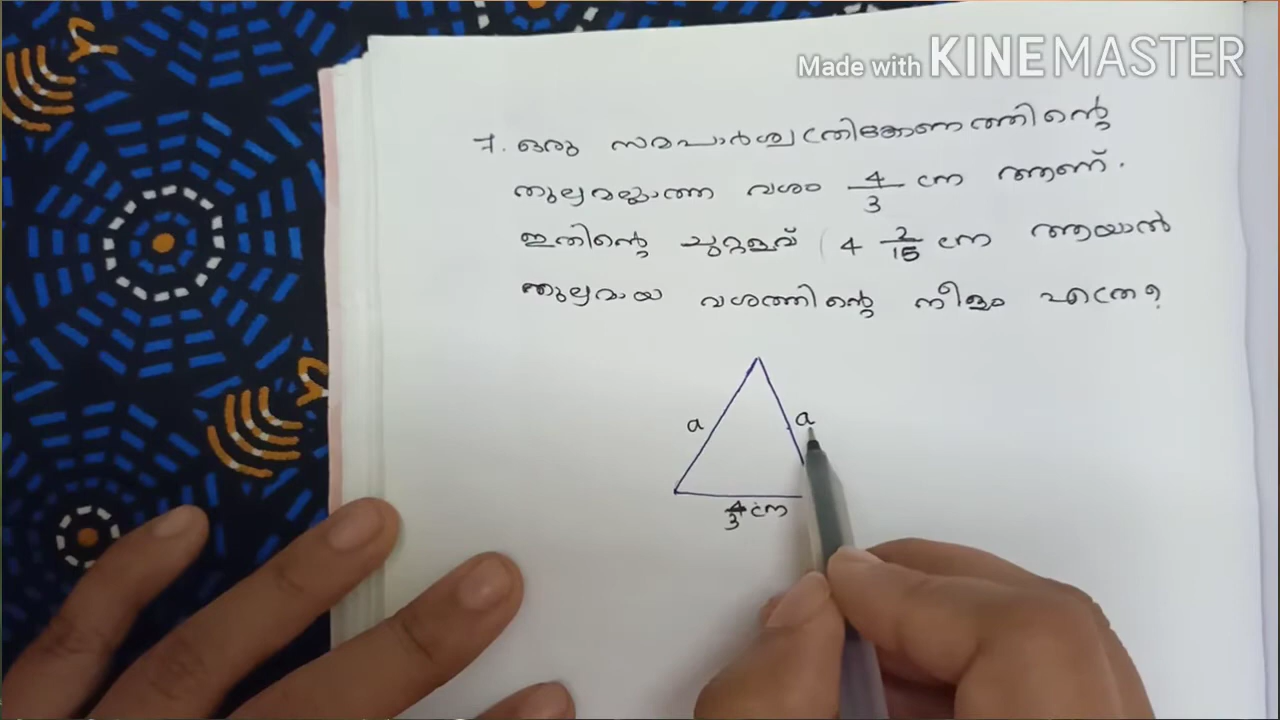 Made with KINEMASTER
7. ഒരു സമപാർശ്വ ത്രികോണത്തിന്റെ
തുല്യമല്ലാത്ത വശം 4/3 cm ആണ്.
ഇതിന്റെ ചുറ്റളവ് 4 2/15 cm ആയാൽ
തുല്യമായ വശത്തിന്റെ നീളം എത്ര?
a
a
4/3 cm